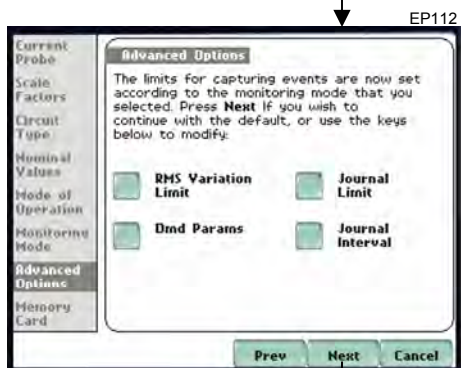 EP112
Current
Probe
Scale
Factors
Circuit
Type
Nominal
Values
Mode of
Operation
Monitoring
Mode
Advanced
Options
Memory
Card
Advanced Options
The limits for capturing events are now set
according to the monitoring mode that you
selected. Press Next If you wish to
continue with the default, or use the keys
below to modify:
RMS Variation
Limit
Journal
Limit
Dmd Params
Journal
Interval
Prev
Next
Cancel